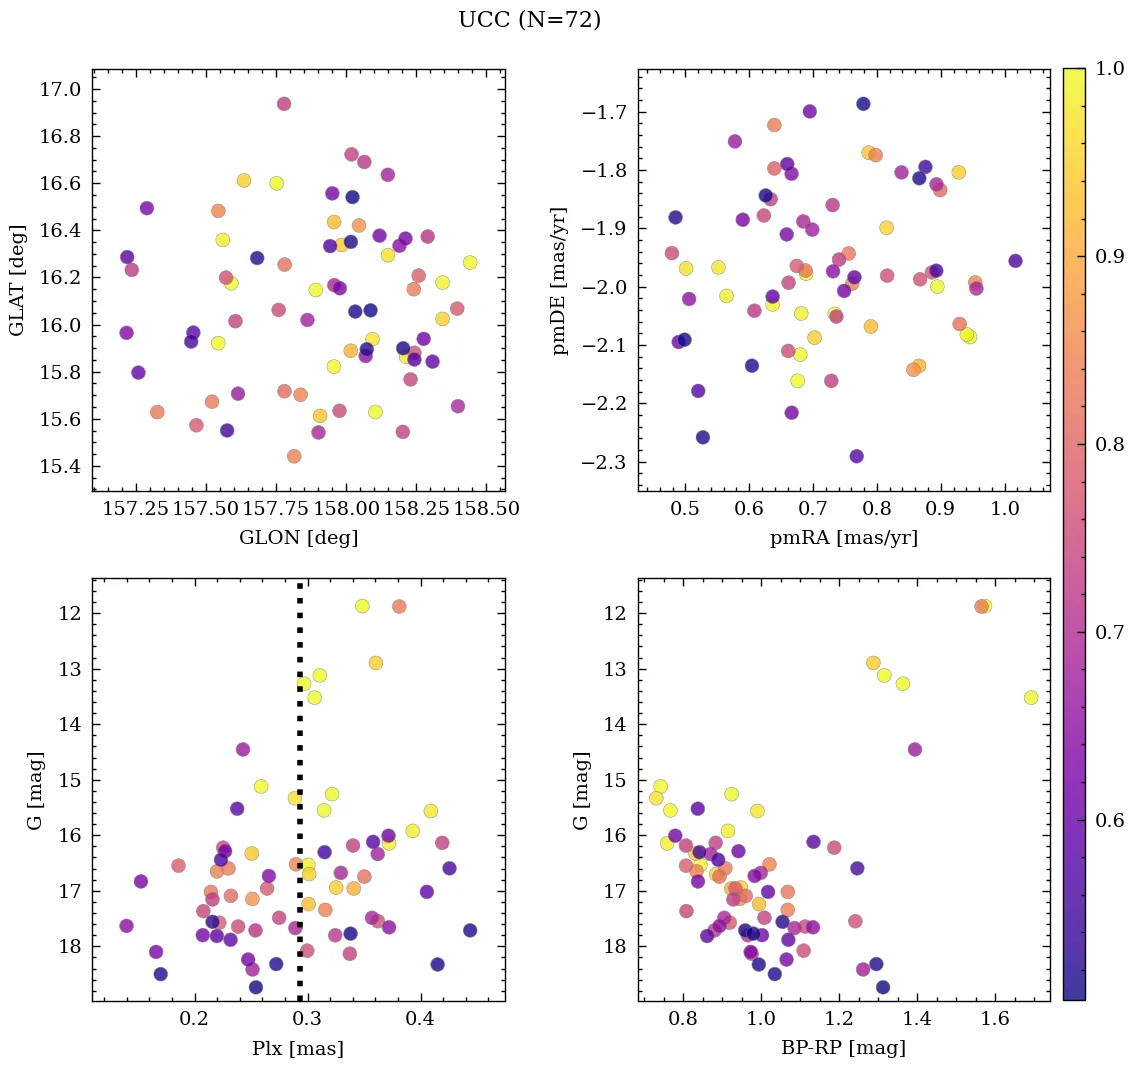 UCC (N=72)
17.0
16.8
16.6
16.4
16.2
16.0
15.8
15.6
15.4
GLAT [deg]
157.25 157.50 157.75 158.00 158.25 158.50
GLON [deg]
−1.7
−1.8
−1.9
−2.0
−2.1
−2.2
−2.3
pmDE [mas/yr]
0.5 0.6 0.7 0.8 0.9 1.0
pmRA [mas/yr]
12
13
14
15
16
17
18
G [mag]
0.2 0.3 0.4
Plx [mas]
12
13
14
15
16
17
18
G [mag]
0.8 1.0 1.2 1.4 1.6
BP-RP [mag]
1.0
0.9
0.8
0.7
0.6